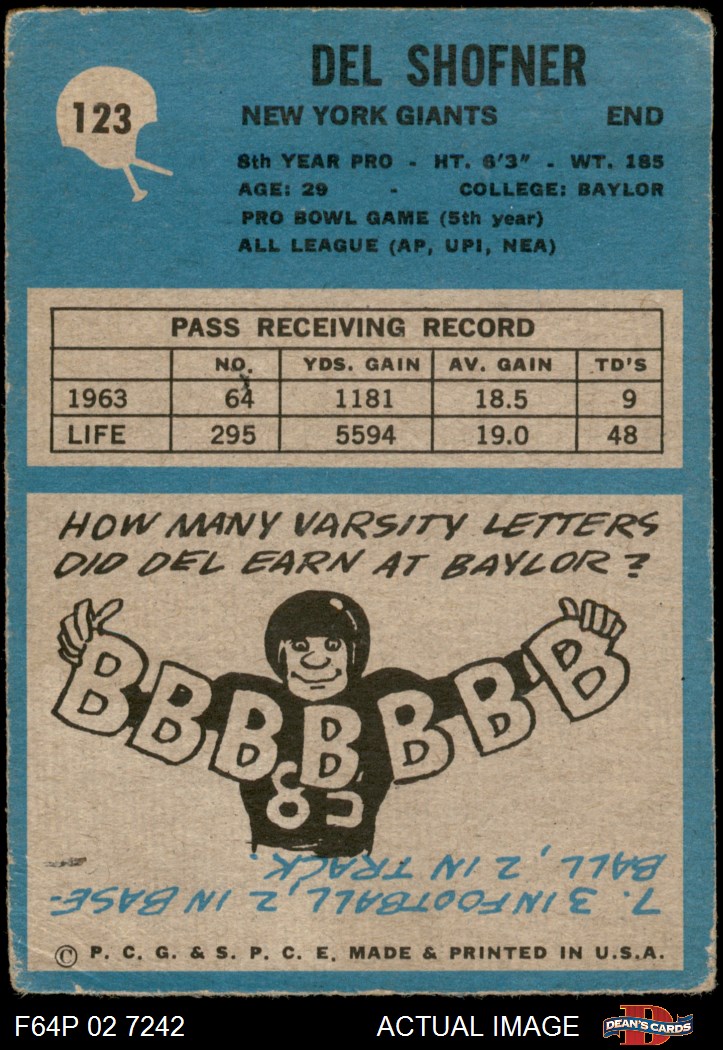 DEL SHOFNER
123
NEW YORK GIANTS END
8th YEAR PRO - HT. 6'3" - WT. 185
AGE: 29 - COLLEGE: BAYLOR
PRO BOWL GAME (5th year)
ALL LEAGUE (AP, UPI, NEA)
PASS RECEIVING RECORD
NO. YDS. GAIN AV. GAIN TD'S
1963 64 1181 18.5 9
LIFE 295 5594 19.0 48
HOW MANY VARSITY LETTERS
DID DEL EARN AT BAYLOR?
B B B B B B B
85
7. 3 IN FOOTBALL, 2 IN BASE-
BALL, 2 IN TRACK.
© P. C. G. & S. P. C. E. MADE & PRINTED IN U.S.A.
F64P 02 7242 ACTUAL IMAGE D DEAN'S CARDS